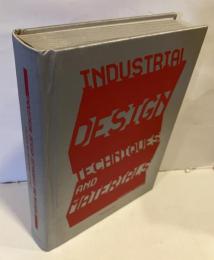 INDUSTRIAL
DESIGN
TECHNIQUES
AND
MATERIALS